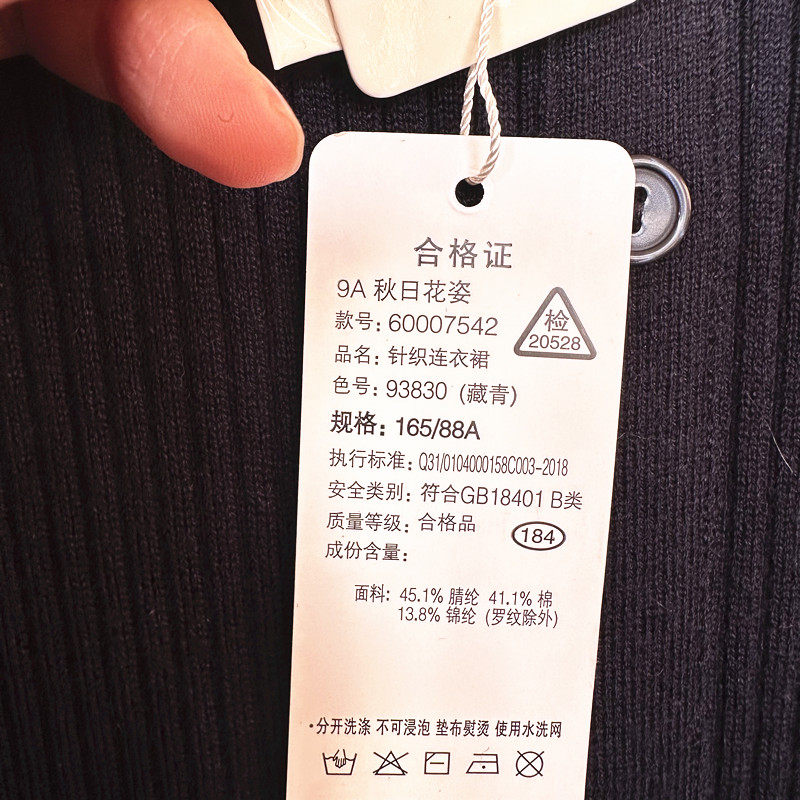 合格证
9A 秋日花姿
款号: 60007542
检
20528
品名: 针织连衣裙
色号: 93830 (藏青)
规格: 165/88A
执行标准: Q31/0104000158C003-2018
安全类别: 符合GB18401 B类
质量等级: 合格品
184
成份含量:
面料: 45.1% 腈纶 41.1% 棉
13.8% 锦纶 (罗纹除外)
·分开洗涤 不可浸泡 垫布熨烫 使用水洗网